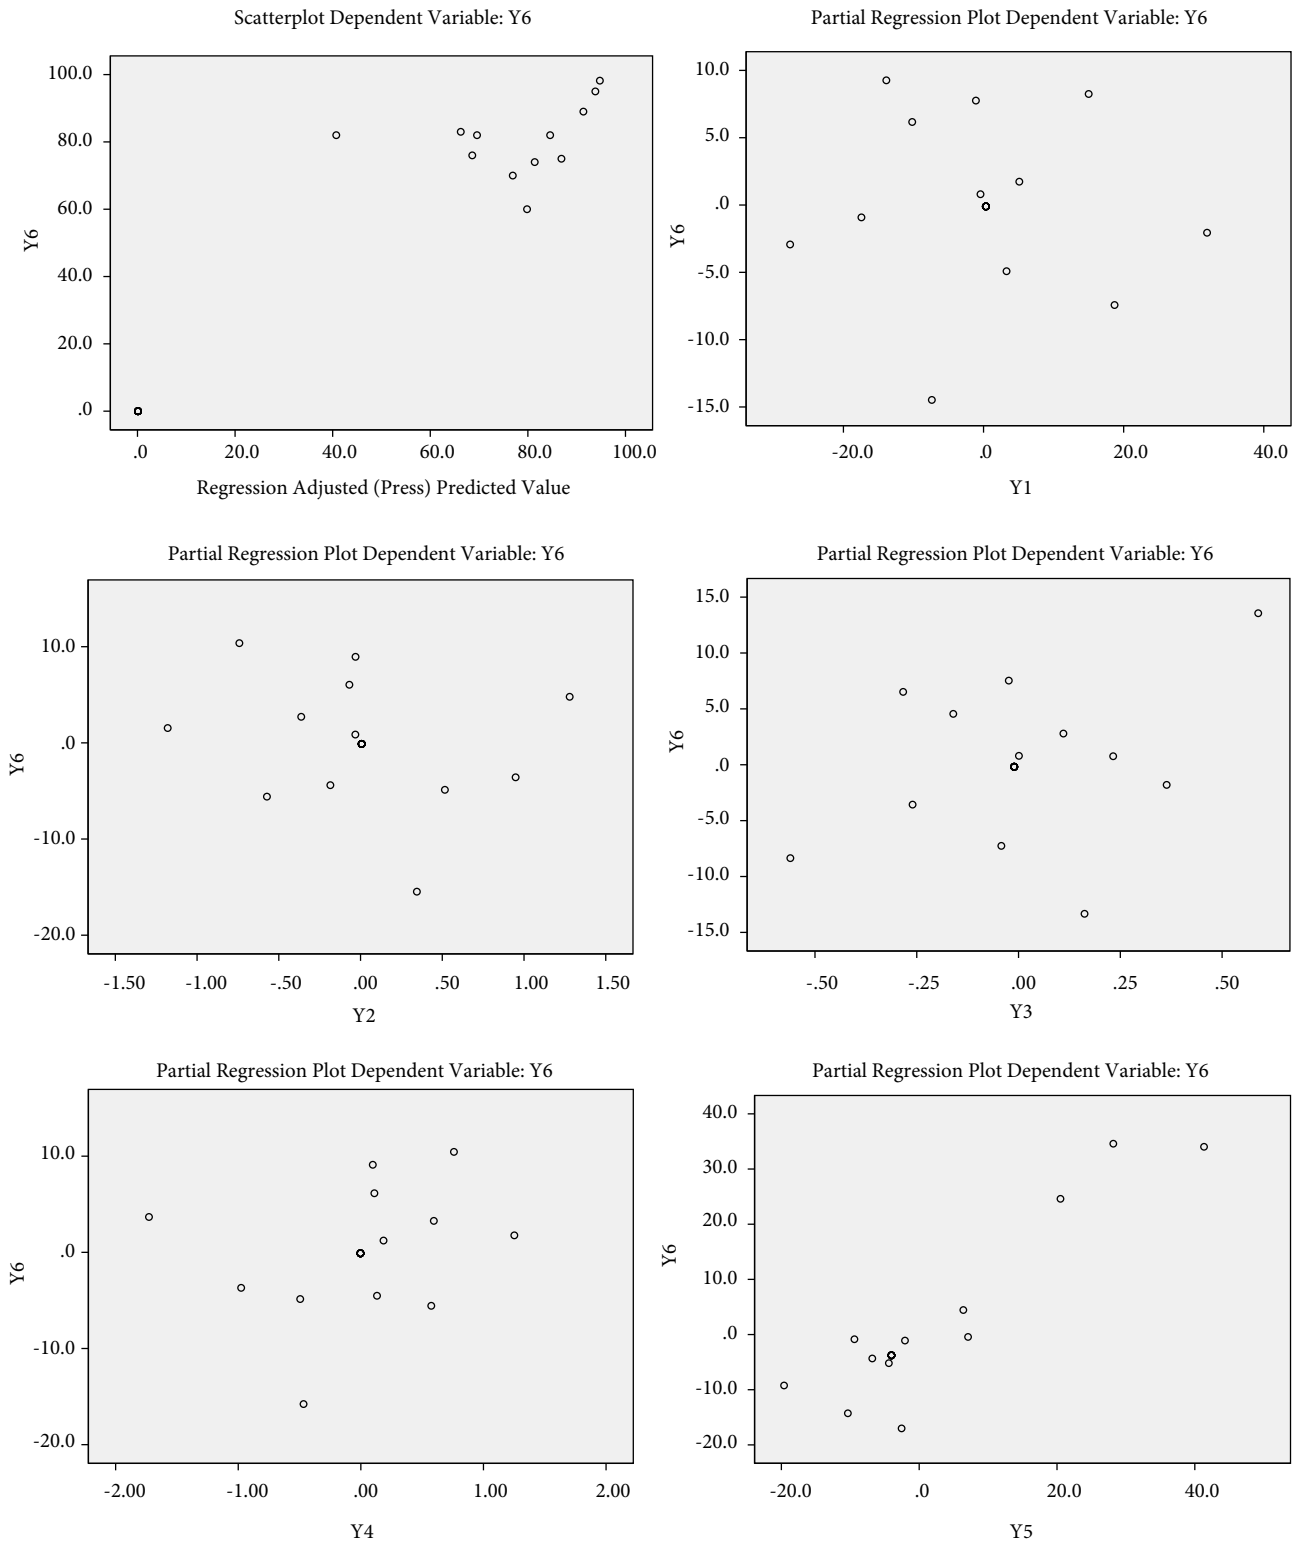 Scatterplot Dependent Variable: Y6
100.0
80.0
60.0
40.0
20.0
.0
Y6
.0 20.0 40.0 60.0 80.0 100.0
Regression Adjusted (Press) Predicted Value
Partial Regression Plot Dependent Variable: Y6
10.0
5.0
.0
-5.0
-10.0
-15.0
Y6
-20.0 .0 20.0 40.0
Y1
Partial Regression Plot Dependent Variable: Y6
10.0
.0
-10.0
-20.0
Y6
-1.50 -1.00 -.50 .00 .50 1.00 1.50
Y2
Partial Regression Plot Dependent Variable: Y6
15.0
10.0
5.0
.0
-5.0
-10.0
-15.0
Y6
-.50 -.25 .00 .25 .50
Y3
Partial Regression Plot Dependent Variable: Y6
10.0
.0
-10.0
-20.0
Y6
-2.00 -1.00 .00 1.00 2.00
Y4
Partial Regression Plot Dependent Variable: Y6
40.0
30.0
20.0
10.0
.0
-10.0
-20.0
Y6
-20.0 .0 20.0 40.0
Y5